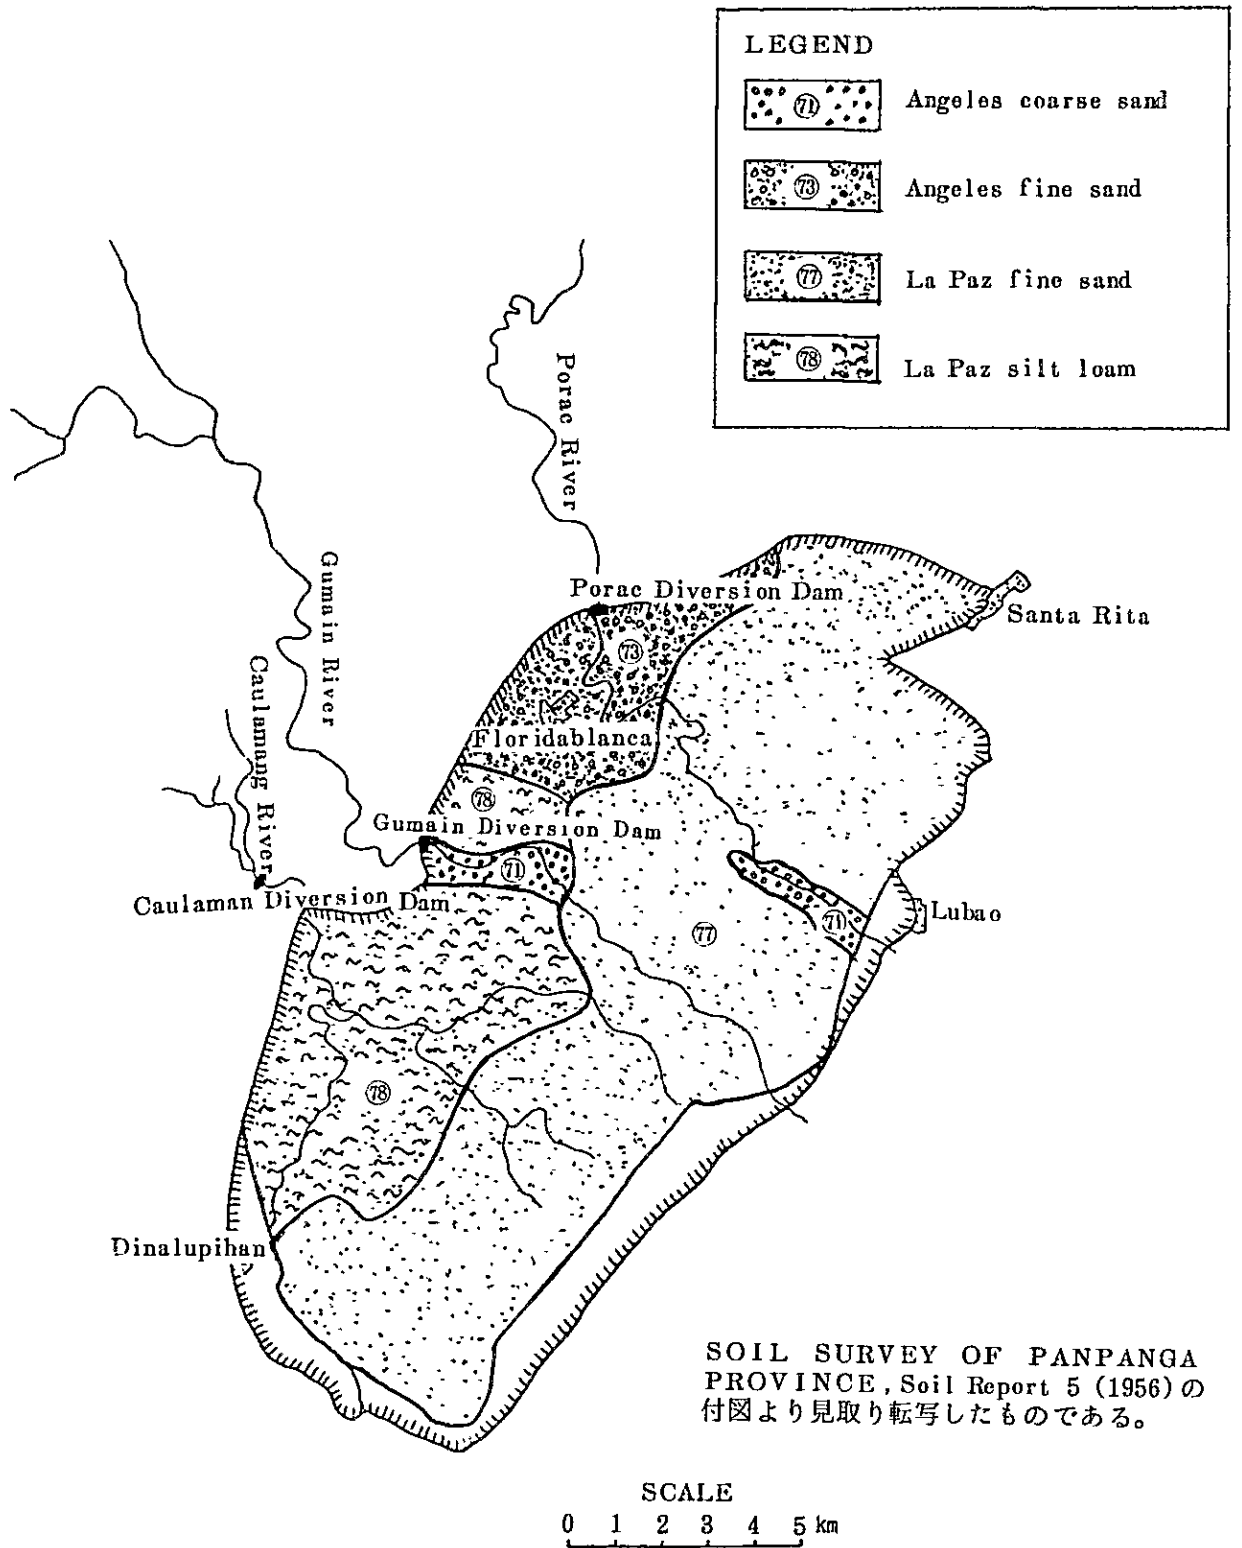 LEGEND
71 Angeles coarse sand
73 Angeles fine sand
77 La Paz fine sand
78 La Paz silt loam
Porac River
Gumain River
Caulamang River
Porac Diversion Dam
Santa Rita
73
Floridablanca
78
Gumain Diversion Dam
71
Caulaman Diversion Dam
Lubao
71
77
78
Dinalupihan
SOIL SURVEY OF PANPANGA
PROVINCE, Soil Report 5 (1956)の
付図より見取り転写したものである。
SCALE
0 1 2 3 4 5 km